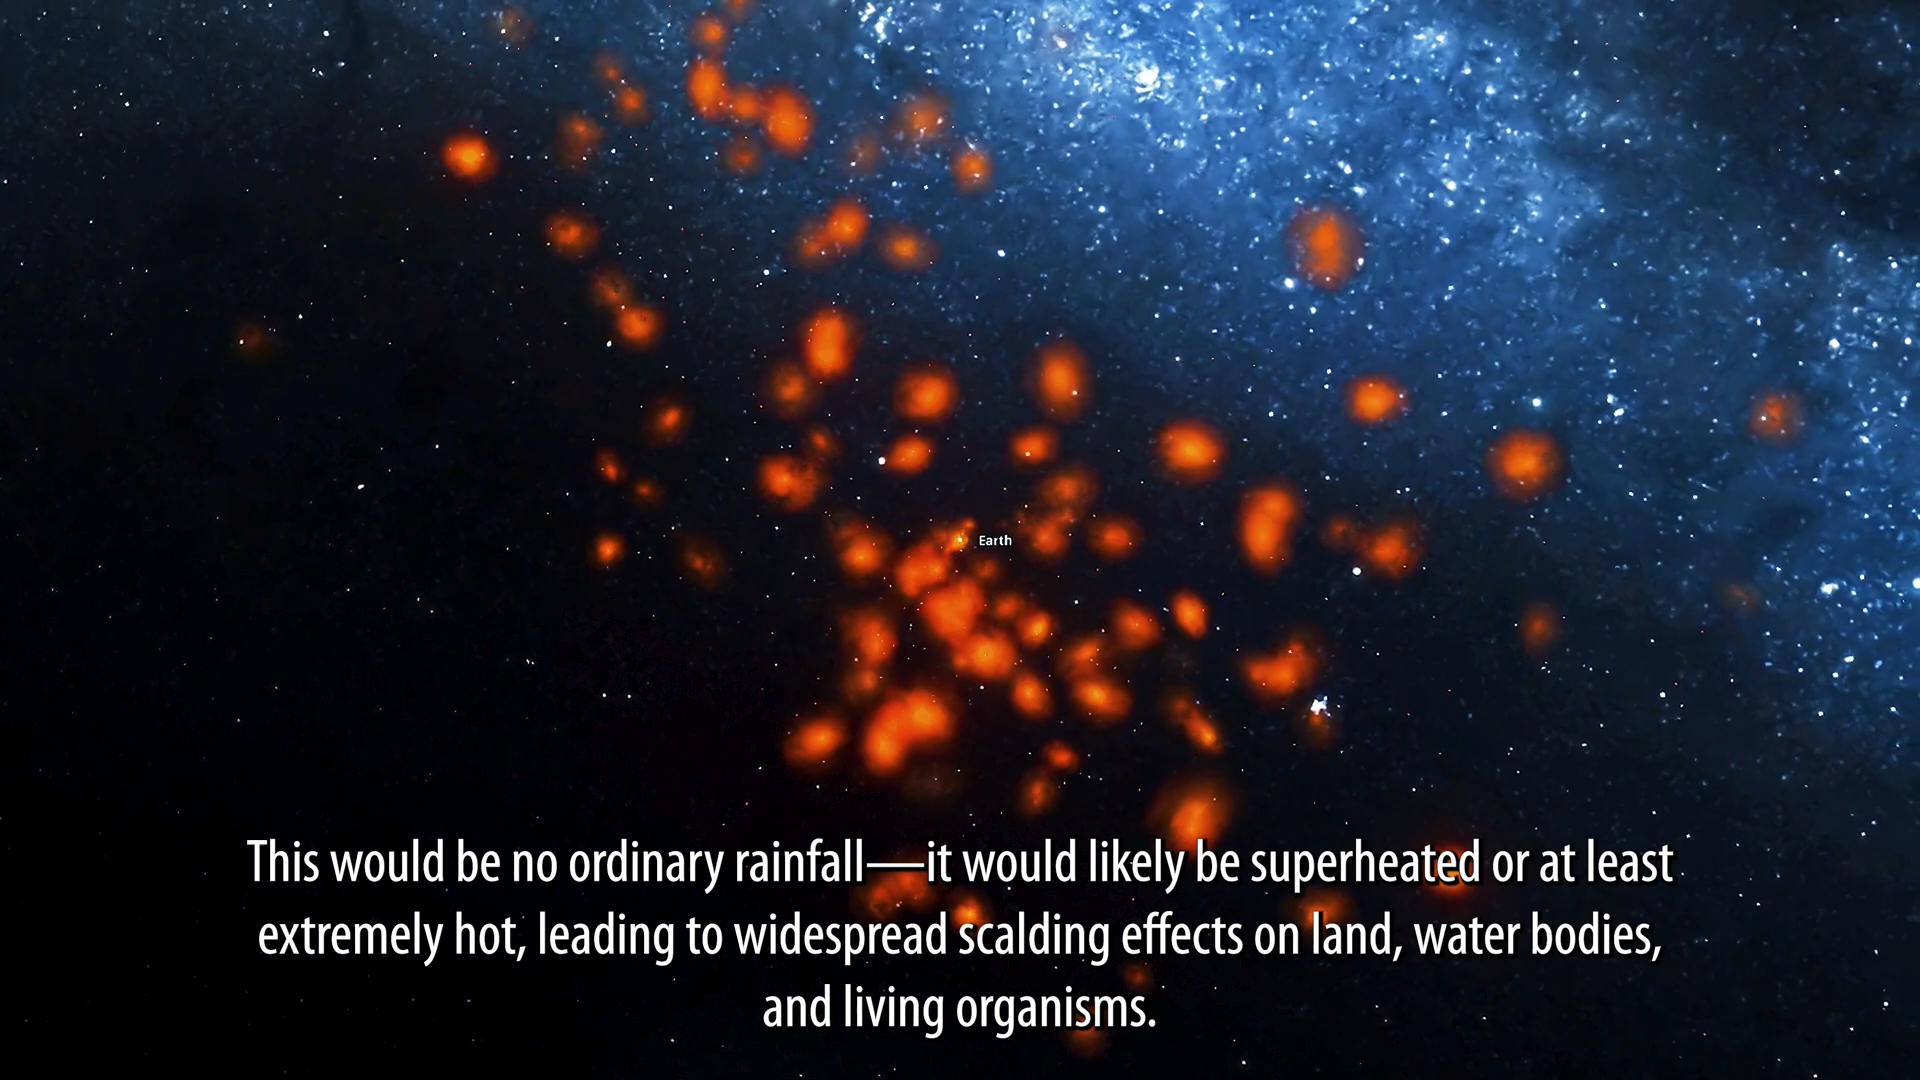 Earth
This would be no ordinary rainfall—it would likely be superheated or at least
extremely hot, leading to widespread scalding effects on land, water bodies,
and living organisms.